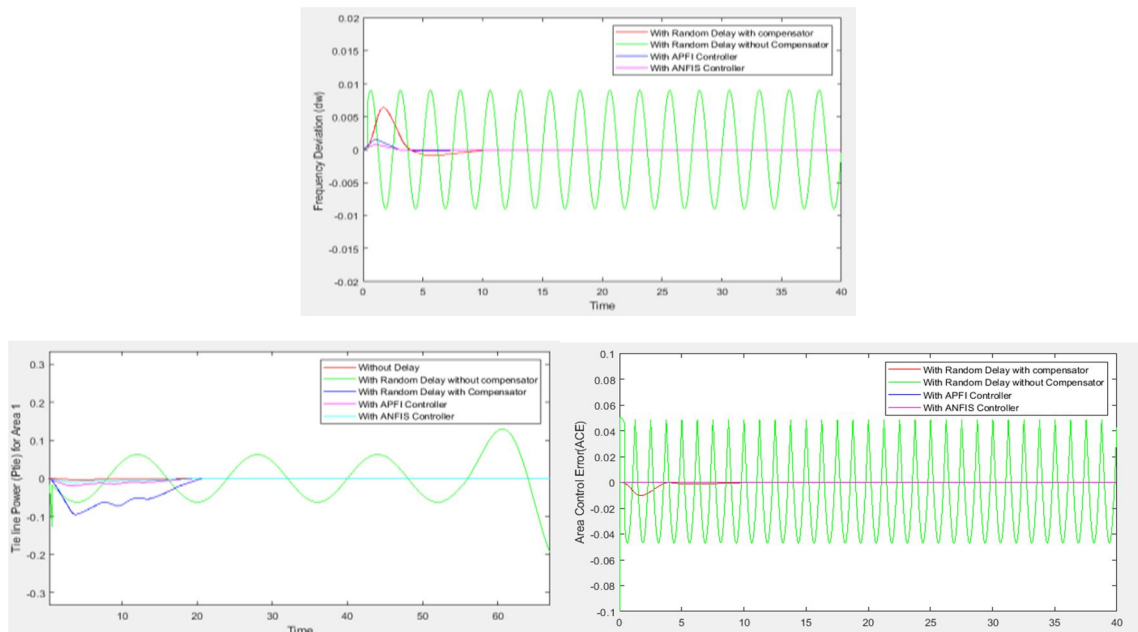 0.02
0.015
0.01
0.005
0
-0.005
-0.01
-0.015
-0.02
Frequency Deviation (dw)
With Random Delay with compensator
With Random Delay without Compensator
With APFI Controller
With ANFIS Controller
0 5 10 15 20 25 30 35 40
Time
0.3
0.2
0.1
0
-0.1
-0.2
-0.3
Tie line Power (Ptie) for Area 1
Without Delay
With Random Delay without compensator
With Random Delay with Compensator
With APFI Controller
With ANFIS Controller
10 20 30 40 50 60
Time
0.1
0.08
0.06
0.04
0.02
0
-0.02
-0.04
-0.06
-0.08
-0.1
Area Control Error(ACE)
With Random Delay with compensator
With Random Delay without Compensator
With APFI Controller
With ANFIS Controller
0 5 10 15 20 25 30 35 40